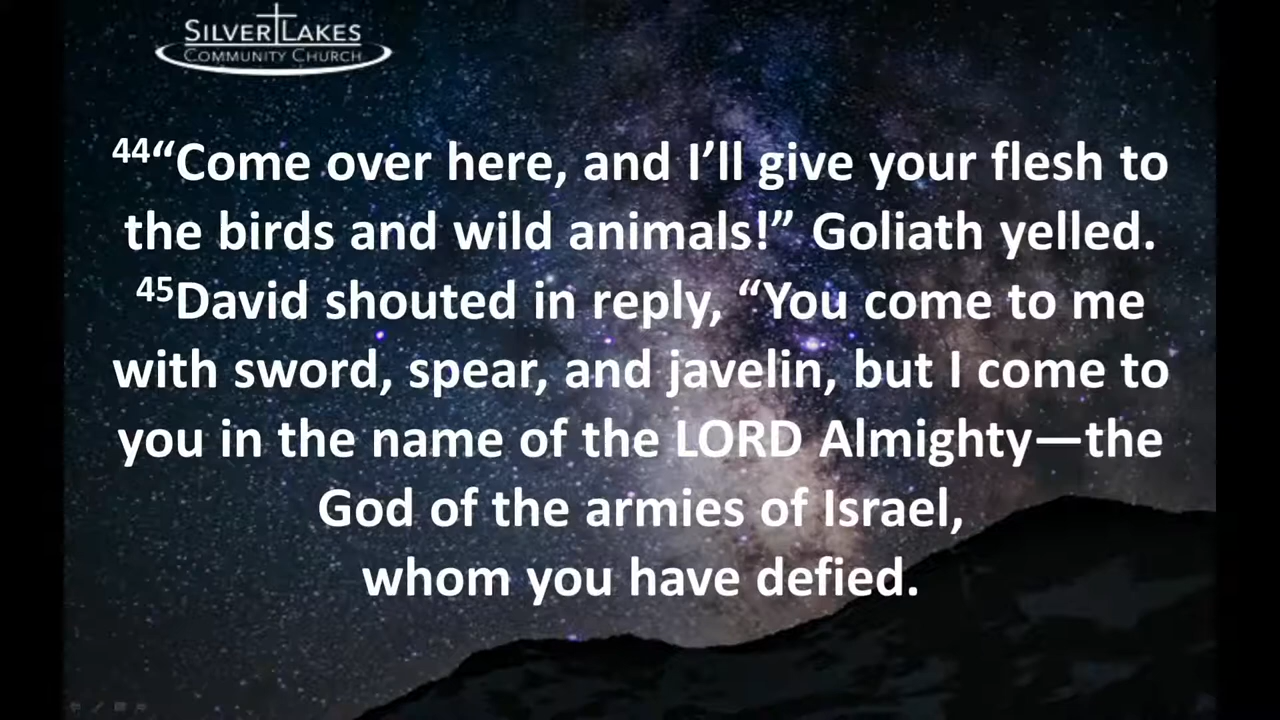 SILVER LAKES
COMMUNITY CHURCH
44“Come over here, and I’ll give your flesh to
the birds and wild animals!” Goliath yelled.
45David shouted in reply, “You come to me
with sword, spear, and javelin, but I come to
you in the name of the LORD Almighty—the
God of the armies of Israel,
whom you have defied.